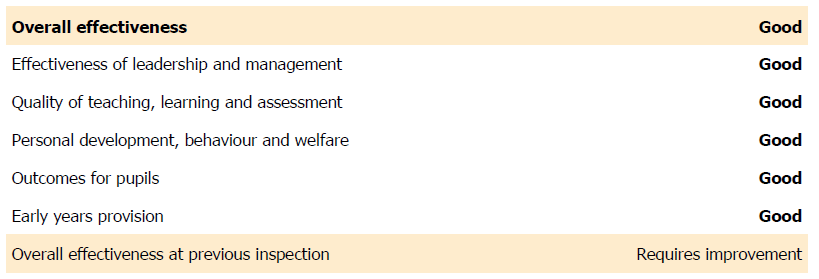 Overall effectiveness Good
Effectiveness of leadership and management Good
Quality of teaching, learning and assessment Good
Personal development, behaviour and welfare Good
Outcomes for pupils Good
Early years provision Good
Overall effectiveness at previous inspection Requires improvement